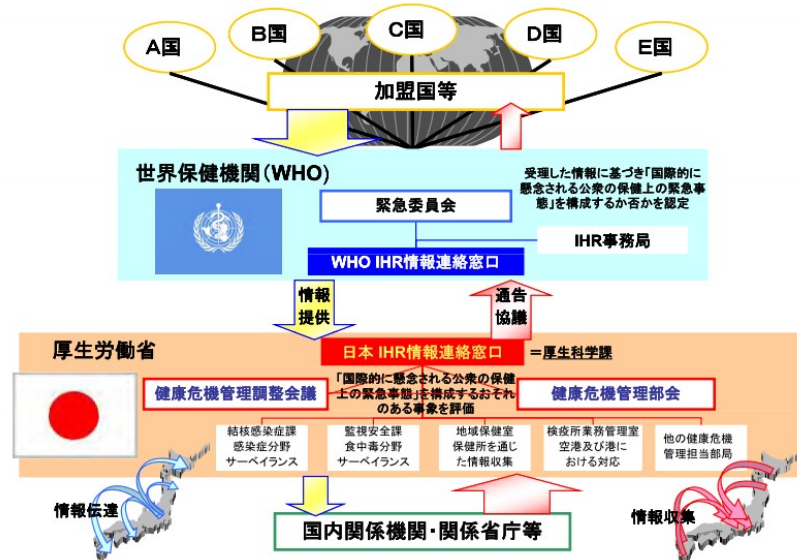 A国
B国
C国
D国
E国
加盟国等
世界保健機関(WHO)
受理した情報に基づき「国際的に
懸念される公衆の保健上の緊急事
態」を構成するか否かを認定
緊急委員会
IHR事務局
WHO IHR情報連絡窓口
情報
提供
通告
協議
厚生労働省
日本 IHR情報連絡窓口
=厚生科学課
健康危機管理調整会議
「国際的に懸念される公衆の保健
上の緊急事態」を構成するおそれ
のある事象を評価
健康危機管理部会
結核感染症課
感染症分野
サーベイランス
監視安全課
食中毒分野
サーベイランス
地域保健室
保健所を通じ
た情報収集
検疫所業務管理室
空港及び港に
おける対応
他の健康危機
管理担当部局
情報伝達
情報収集
国内関係機関・関係省庁等